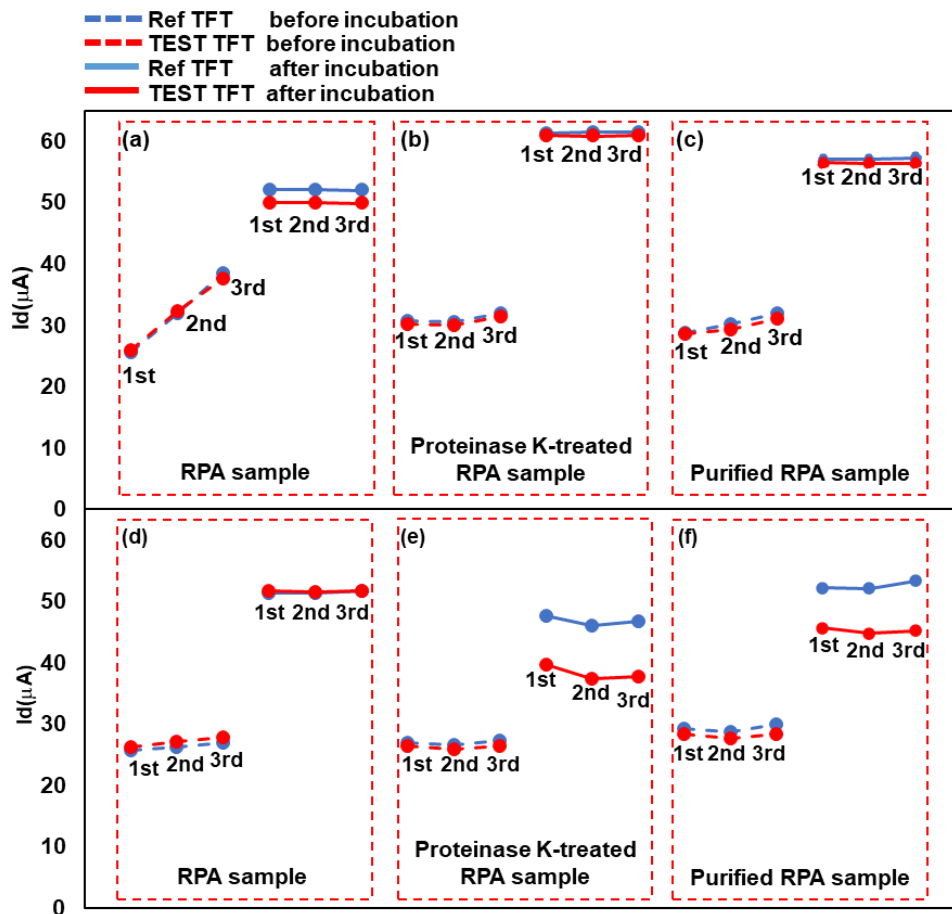 Ref TFT before incubation
TEST TFT before incubation
Ref TFT after incubation
TEST TFT after incubation
(a) (b) (c)
60
50
40
30
20
10
0
Id(μA)
1st 2nd 3rd
1st 2nd 3rd
1st 2nd 3rd
1st 2nd 3rd
1st 2nd 3rd
1st 2nd 3rd
RPA sample
Proteinase K-treated
RPA sample
Purified RPA sample
(d) (e) (f)
60
50
40
30
20
10
0
Id(μA)
1st 2nd 3rd
1st 2nd 3rd
1st 2nd 3rd
1st 2nd 3rd
1st 2nd 3rd
1st 2nd 3rd
RPA sample
Proteinase K-treated
RPA sample
Purified RPA sample